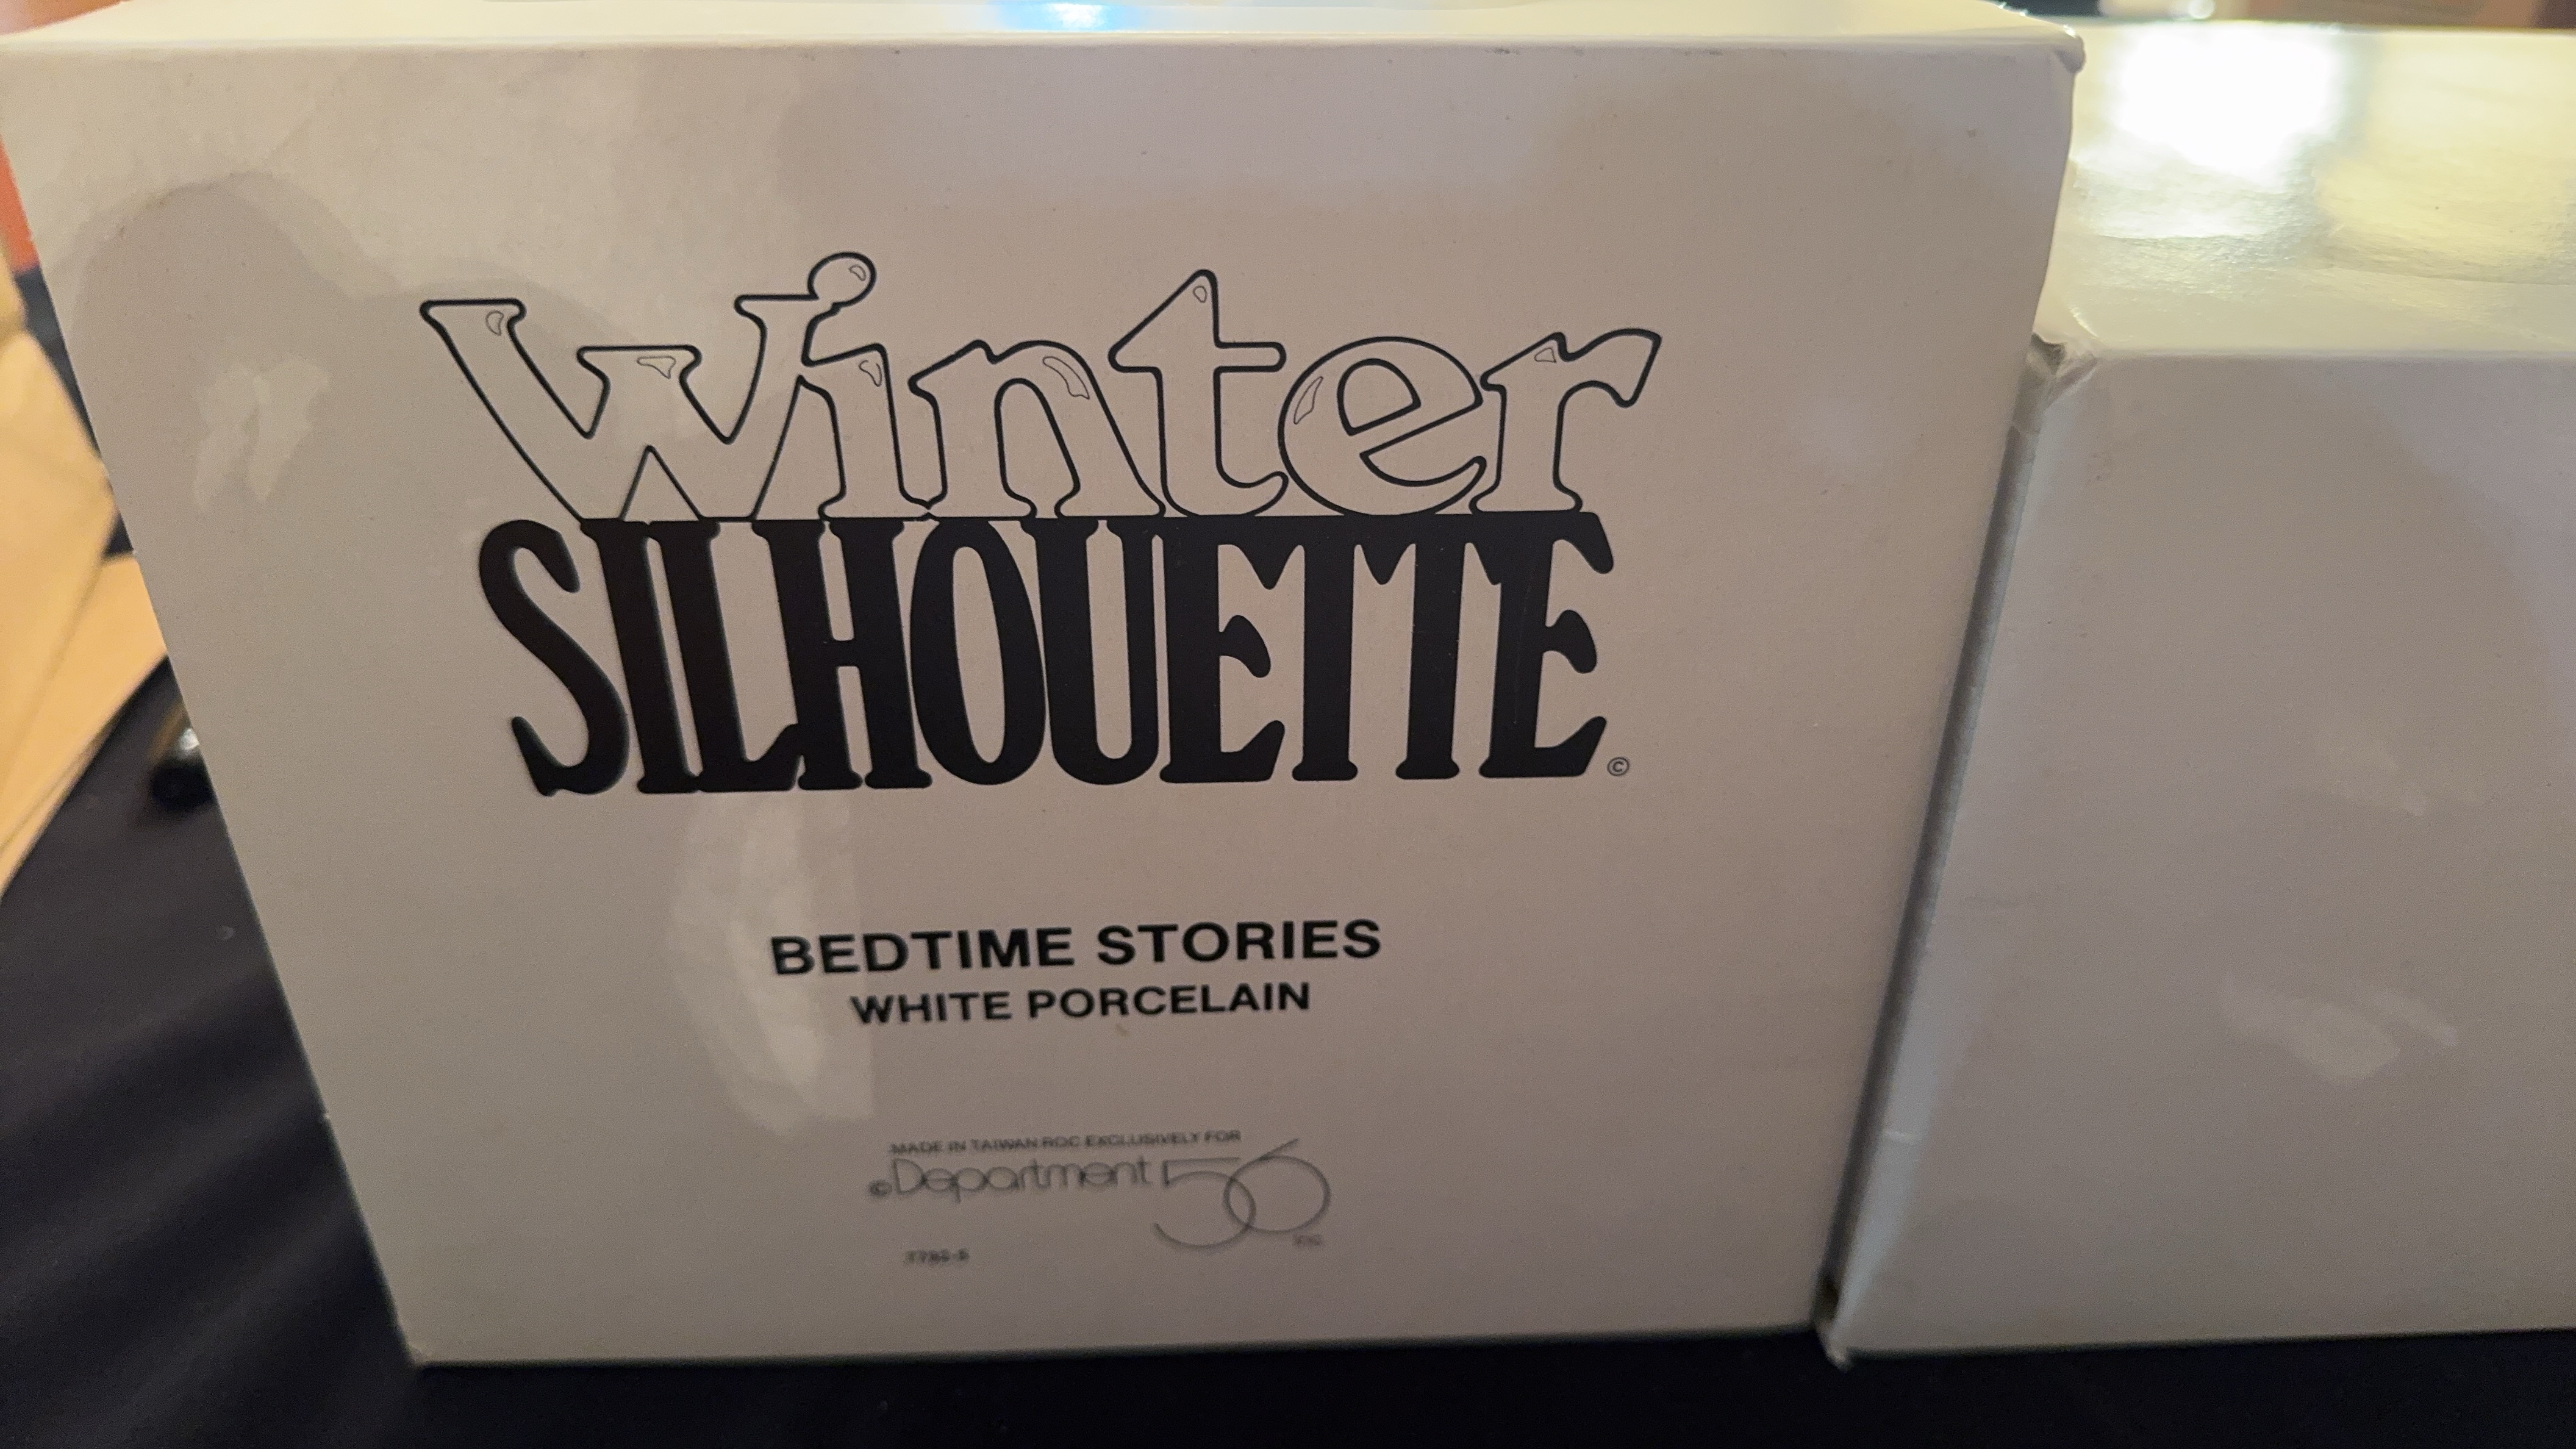 Winter
SILHOUETTE ©
BEDTIME STORIES
WHITE PORCELAIN
MADE IN TAIWAN ROC EXCLUSIVELY FOR
©Department 56